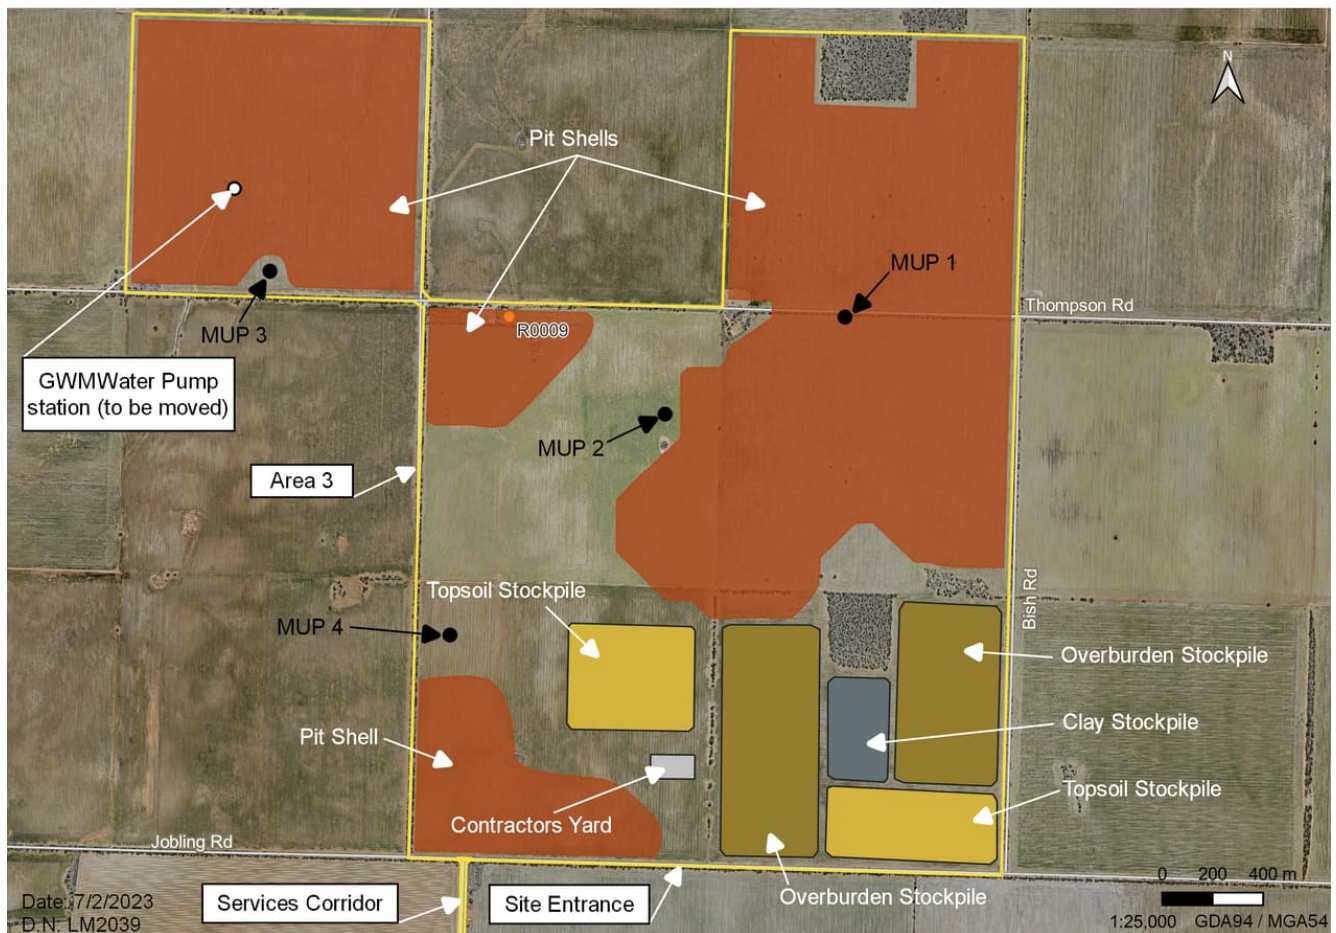 N
Pit Shells
MUP 1
Thompson Rd
MUP 3
R0009
GWMWater Pump
station (to be moved)
MUP 2
Area 3
Topsoil Stockpile
Bish Rd
MUP 4
Overburden Stockpile
Clay Stockpile
Pit Shell
Topsoil Stockpile
Contractors Yard
Jobling Rd
Overburden Stockpile
Services Corridor
Site Entrance
0 200 400 m
Date: 7/2/2023
D.N: LM2039
1:25,000 GDA94 / MGA54